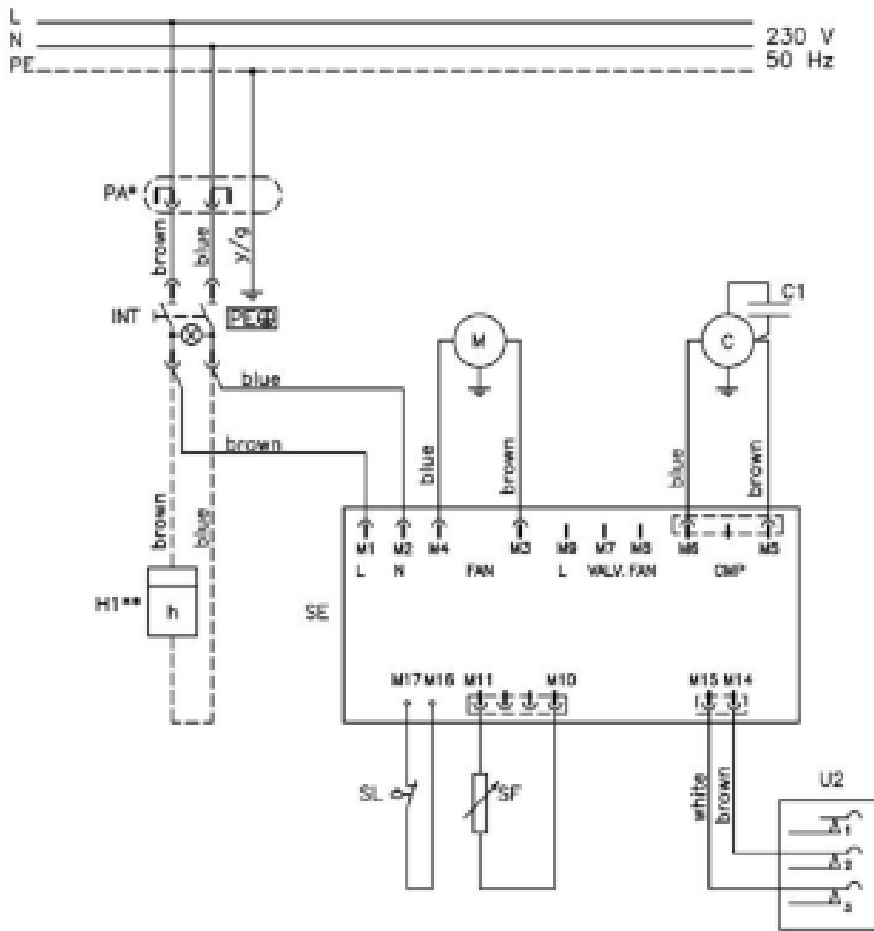 L
N
PE
230 V
50 Hz
PA*
brown
blue
y/g
INT
PE
M
C
C1
blue
brown
blue
brown
blue
brown
brown
blue
M1 M2 M4 M3 M9 M7 M8 M6 M5
L N FAN L VALV. FAN CMP
H1**
h
SE
M17 M16 M11 M10 M15 M14
SL
SF
white
brown
U2
1
2
3